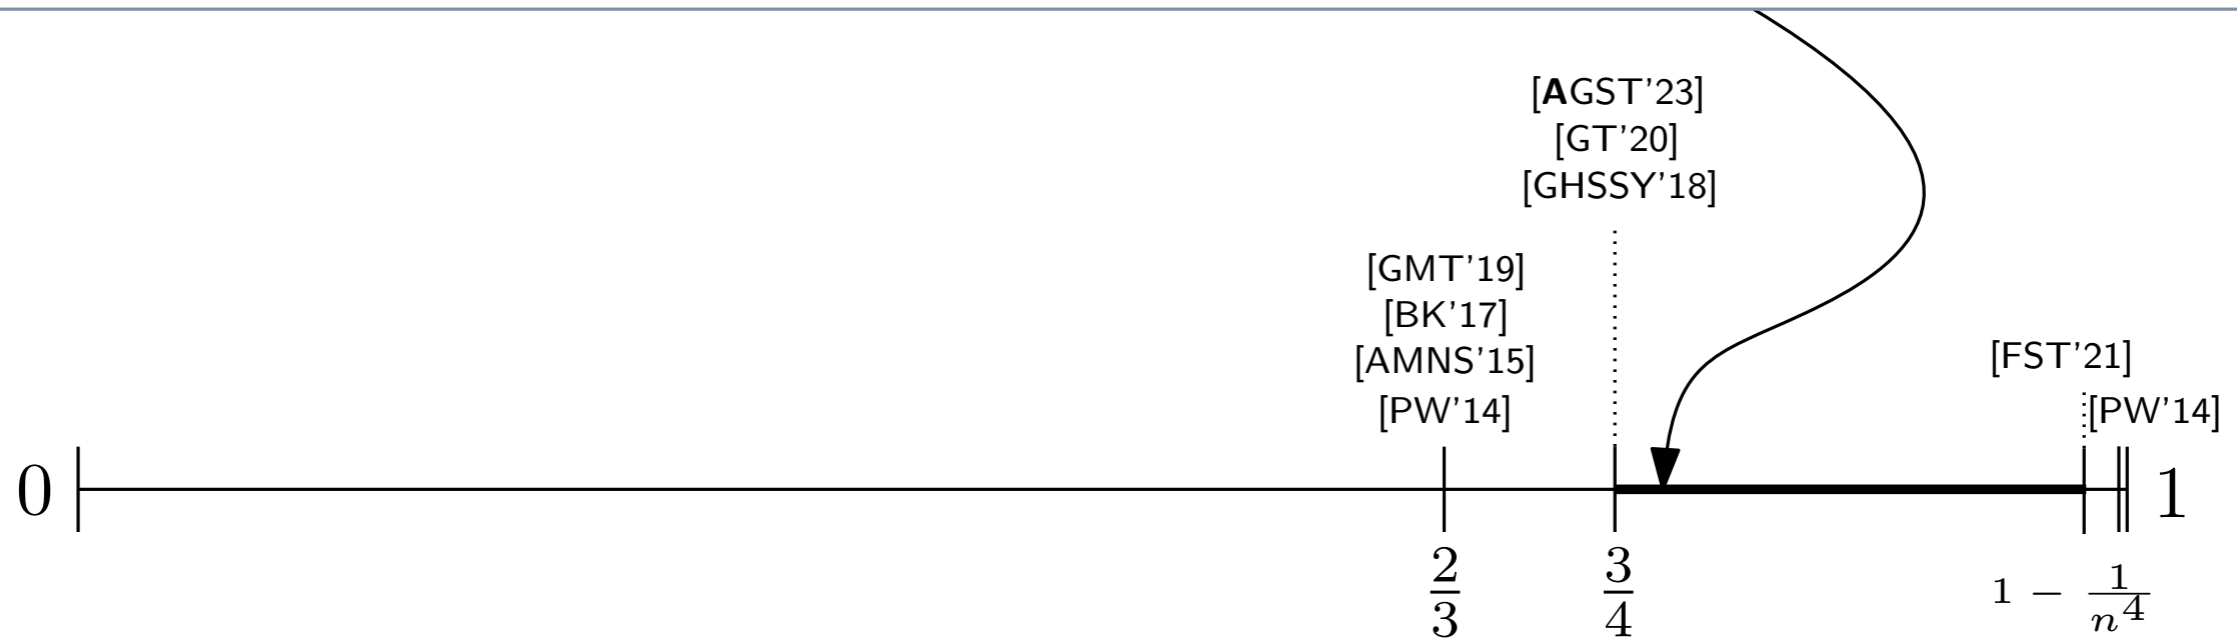 [AGST'23]
[GT'20]
[GHSSY'18]
[GMT'19]
[BK'17]
[AMNS'15]
[PW'14]
[FST'21]
[PW'14]
0
1
2/3
3/4
1 − 1/n^4